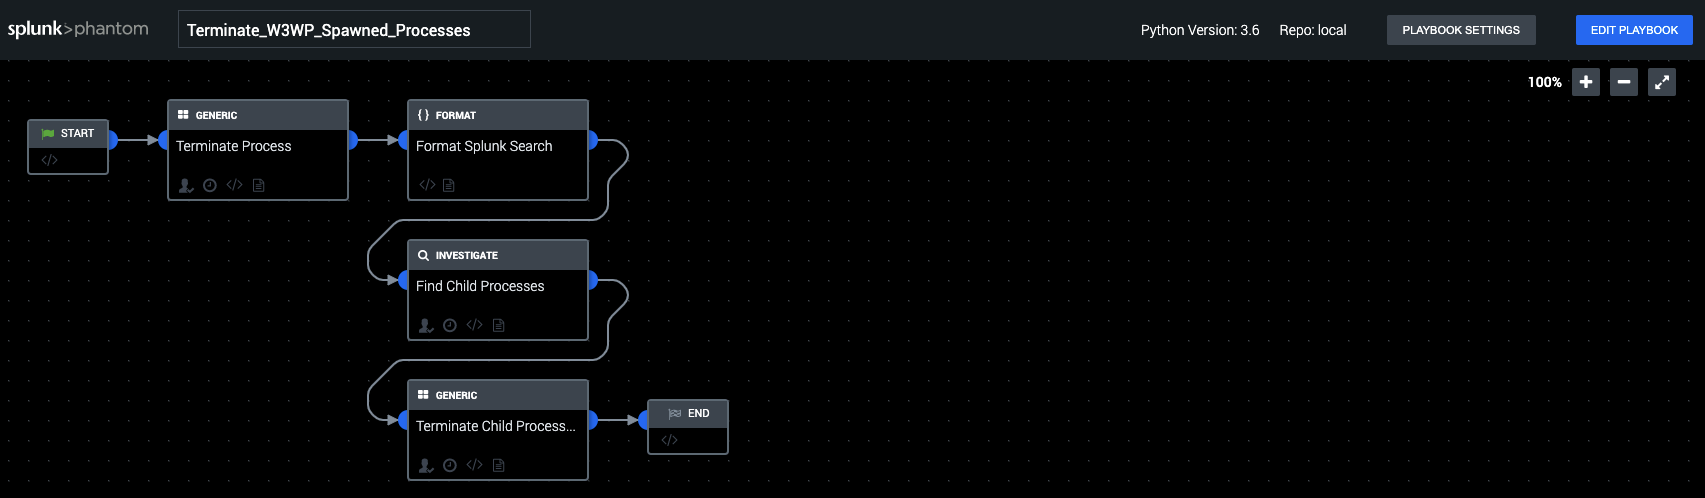 splunk>phantom
Terminate_W3WP_Spawned_Processes
Python Version: 3.6
Repo: local
PLAYBOOK SETTINGS
EDIT PLAYBOOK
100%
START
GENERIC
Terminate Process
{ } FORMAT
Format Splunk Search
INVESTIGATE
Find Child Processes
GENERIC
Terminate Child Process...
END